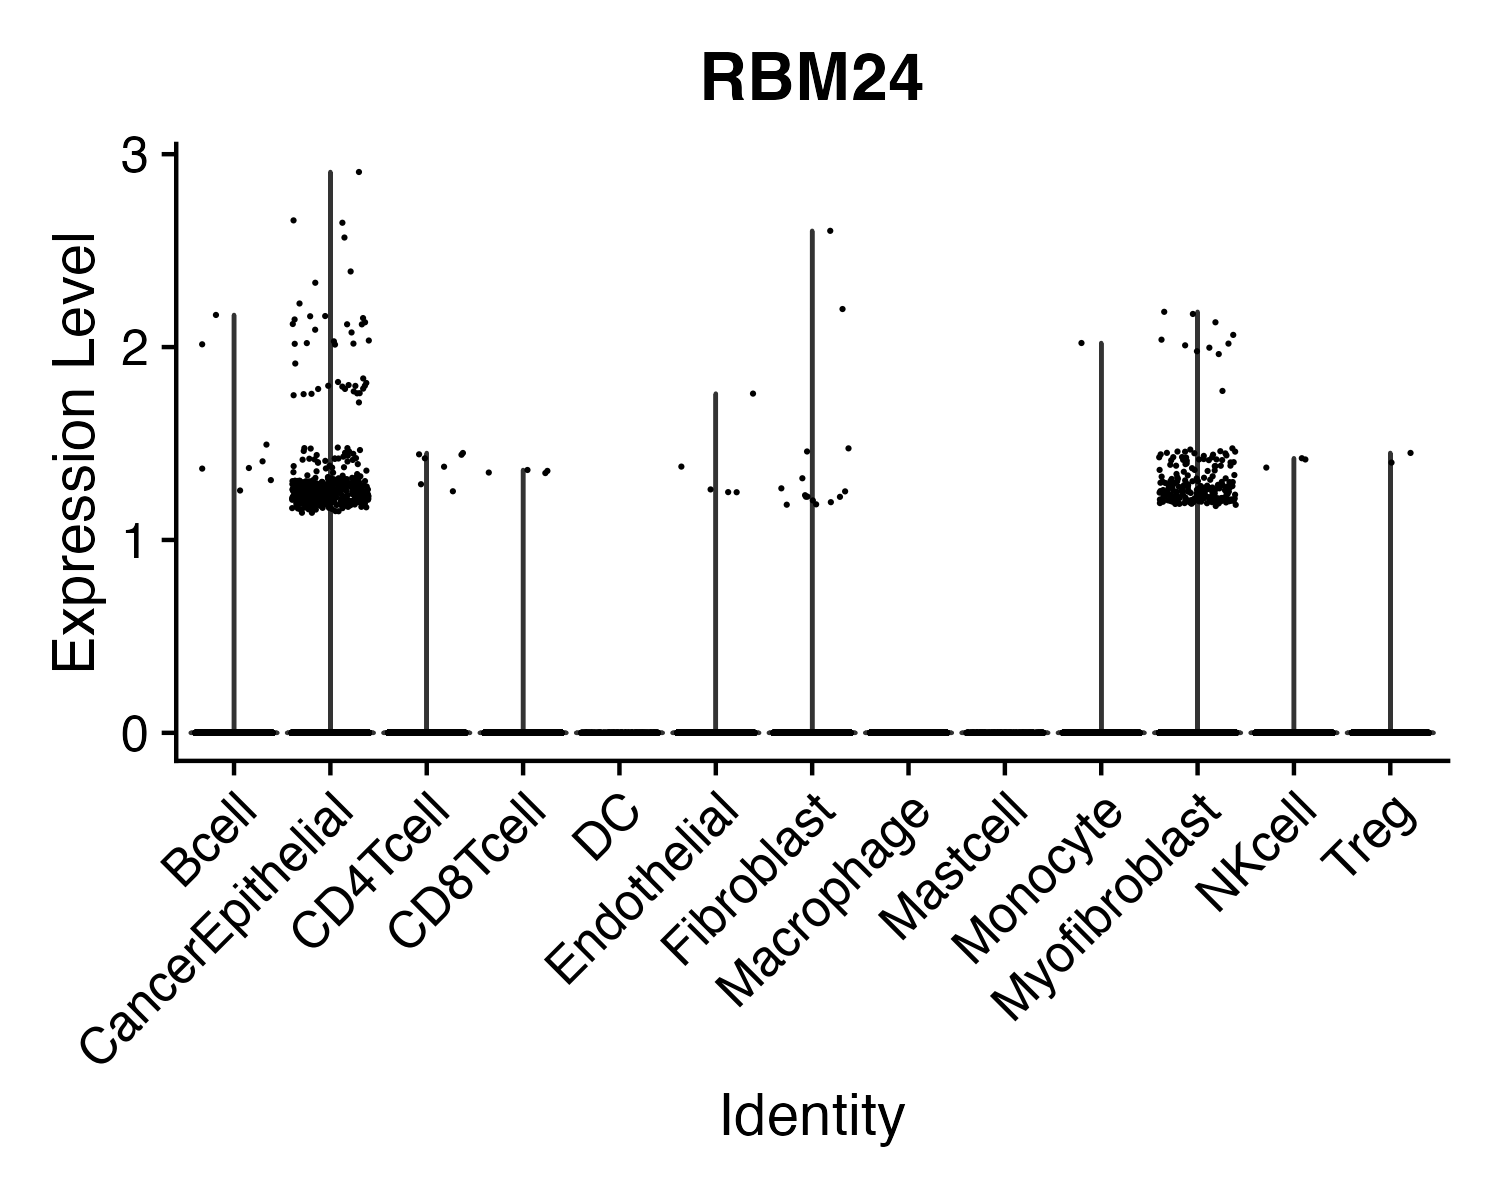 RBM24
Expression Level
3
2
1
0
Bcell
CancerEpithelial
CD4Tcell
CD8Tcell
DC
Endothelial
Fibroblast
Macrophage
Mastcell
Monocyte
Myofibroblast
NKcell
Treg
Identity